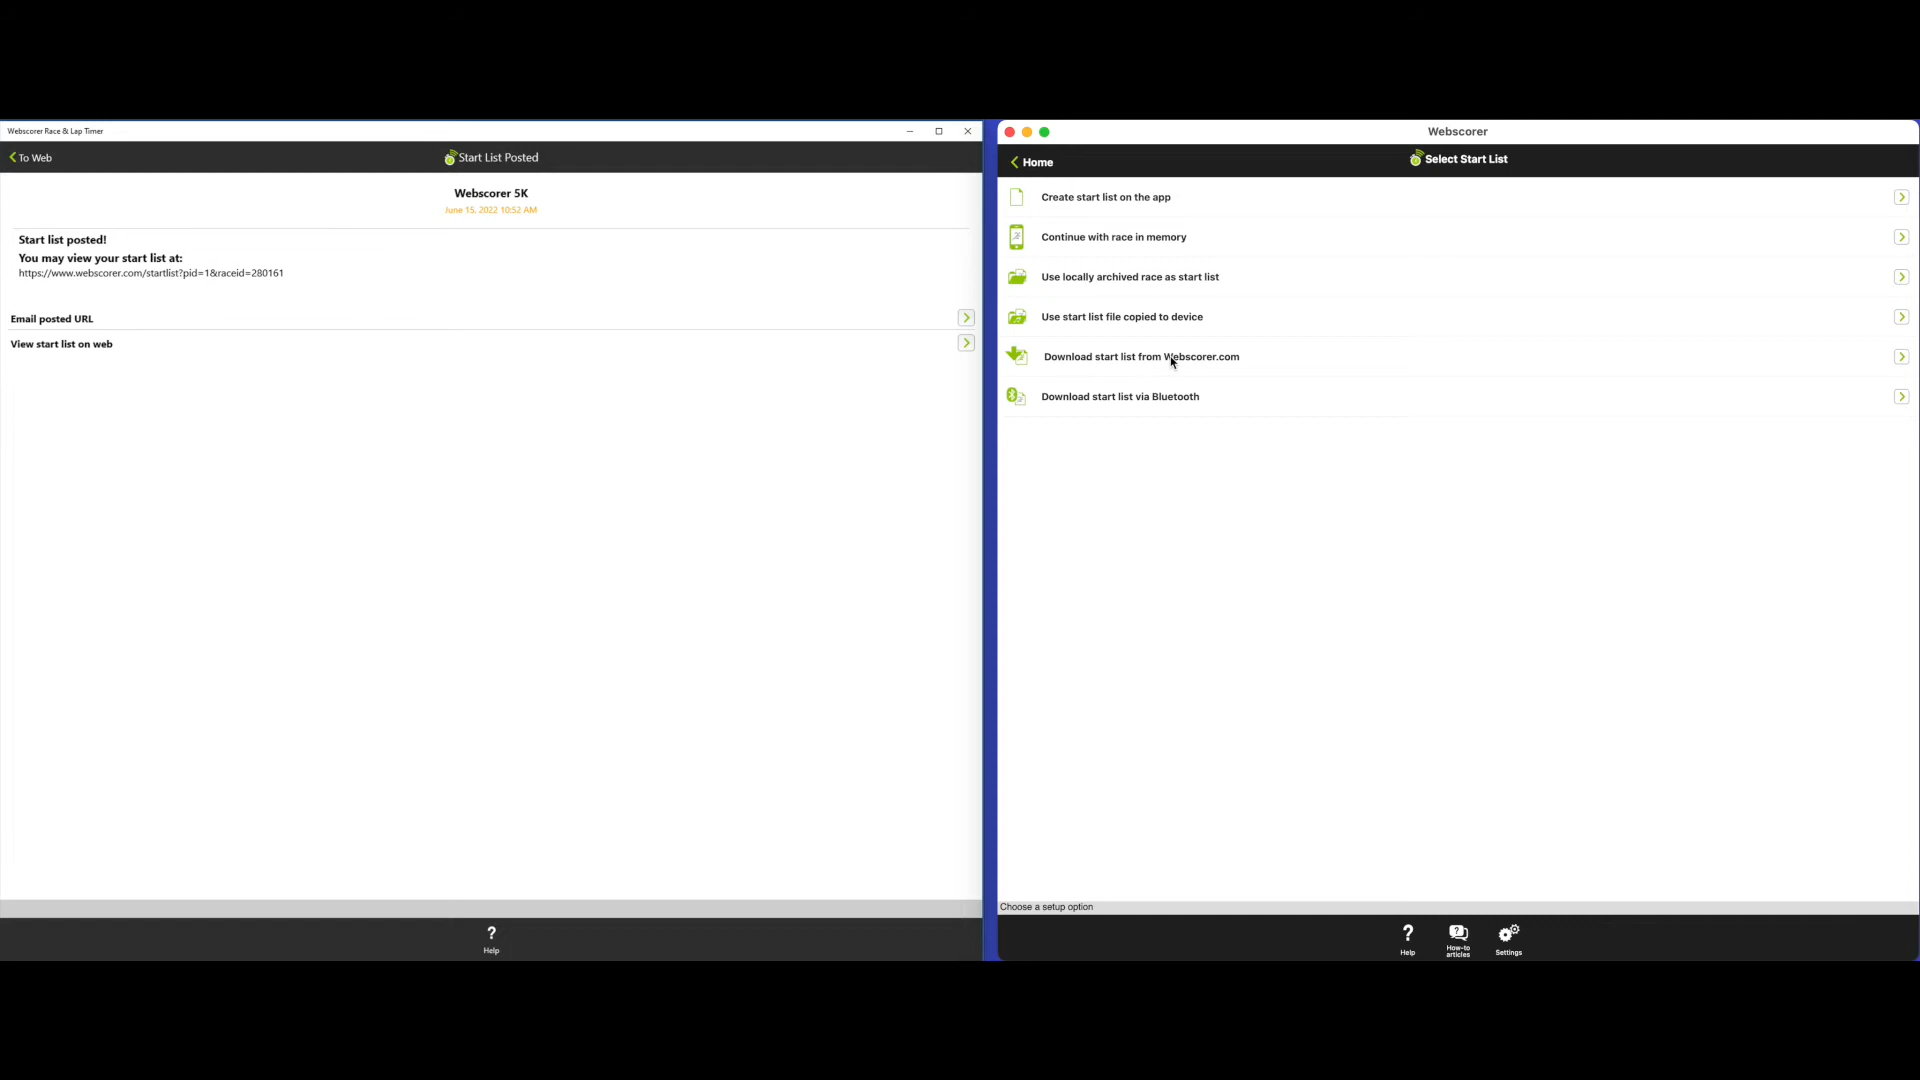 Webscorer Race & Lap Timer
To Web
Start List Posted
Webscorer 5K
June 15, 2022 10:52 AM
Start list posted!
You may view your start list at:
https://www.webscorer.com/startlist?pid=1&raceid=280161
Email posted URL
View start list on web
?
Help
Webscorer
Home
Select Start List
Create start list on the app
Continue with race in memory
Use locally archived race as start list
Use start list file copied to device
Download start list from Webscorer.com
Download start list via Bluetooth
Choose a setup option
?
Help
?
How-to
articles
Settings